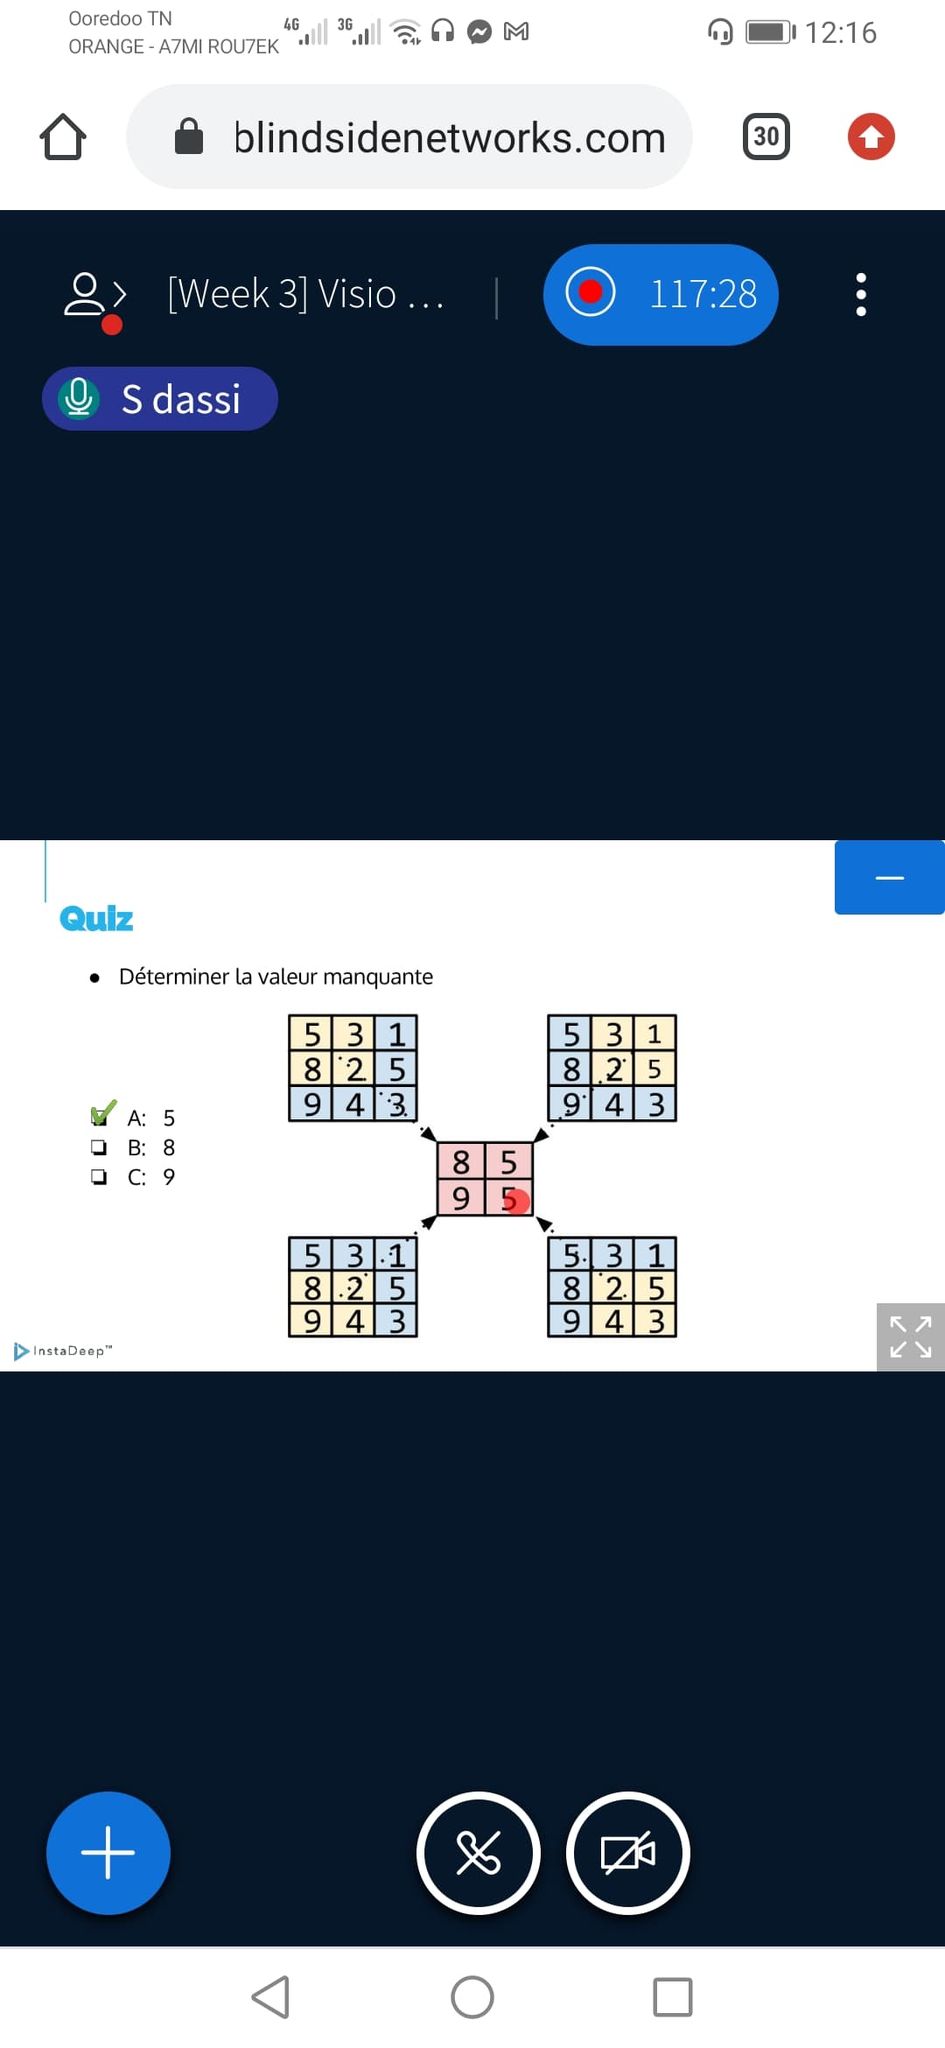 Ooredoo TN
ORANGE - A7MI ROU7EK
4G 3G 12:16
blindsidenetworks.com
30
[Week 3] Visio ... | 117:28
S dassi
Quiz
• Déterminer la valeur manquante
5 3 1
8 2 5
9 4 3
5 3 1
8 2 5
9 4 3
A: 5
B: 8
C: 9
8 5
9 5
5 3 1
8 2 5
9 4 3
5 3 1
8 2 5
9 4 3
InstaDeep™